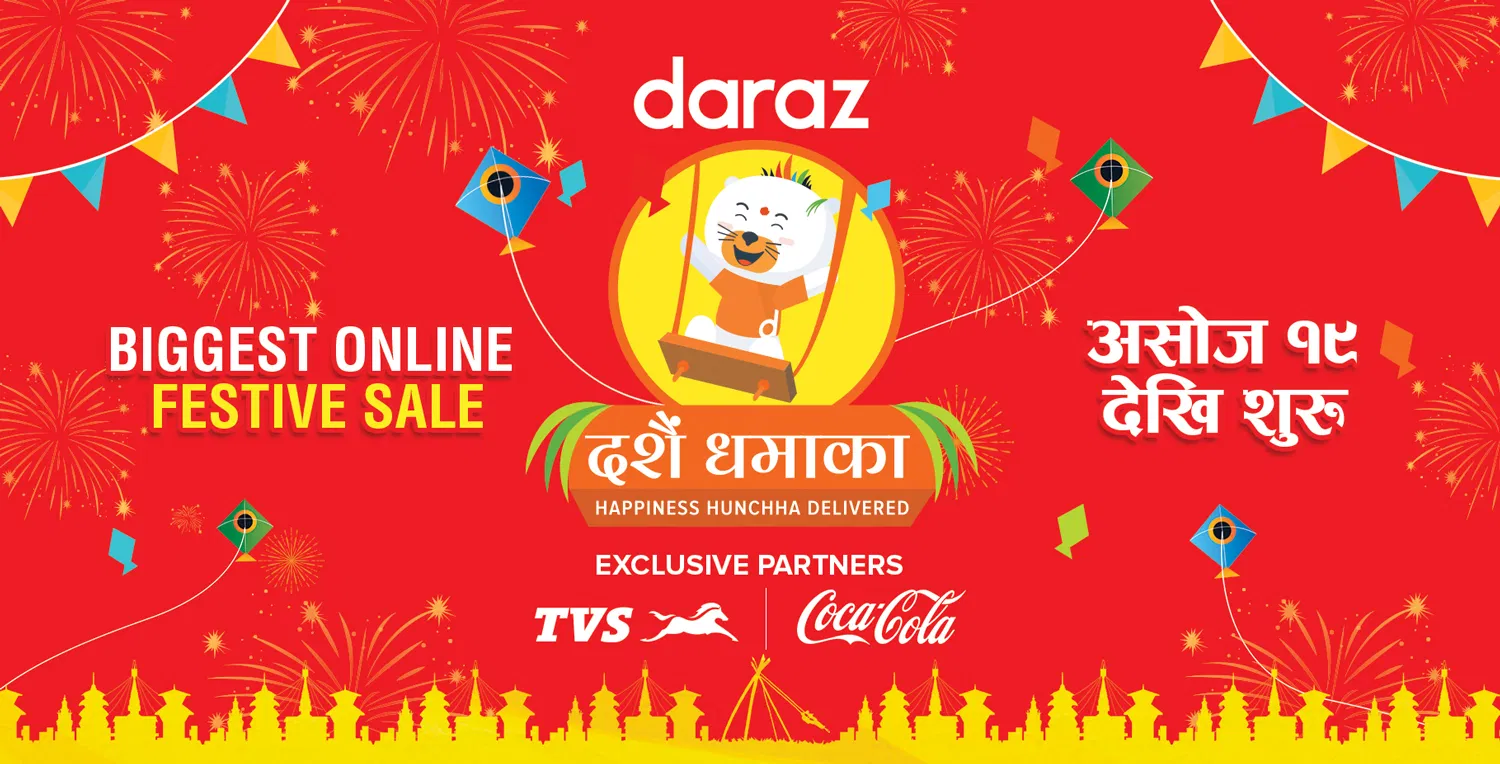 daraz
BIGGEST ONLINE
FESTIVE SALE
असोज १९
देखि शुरू
d
दशैं धमाका
HAPPINESS HUNCHHA DELIVERED
EXCLUSIVE PARTNERS
TVS
Coca-Cola